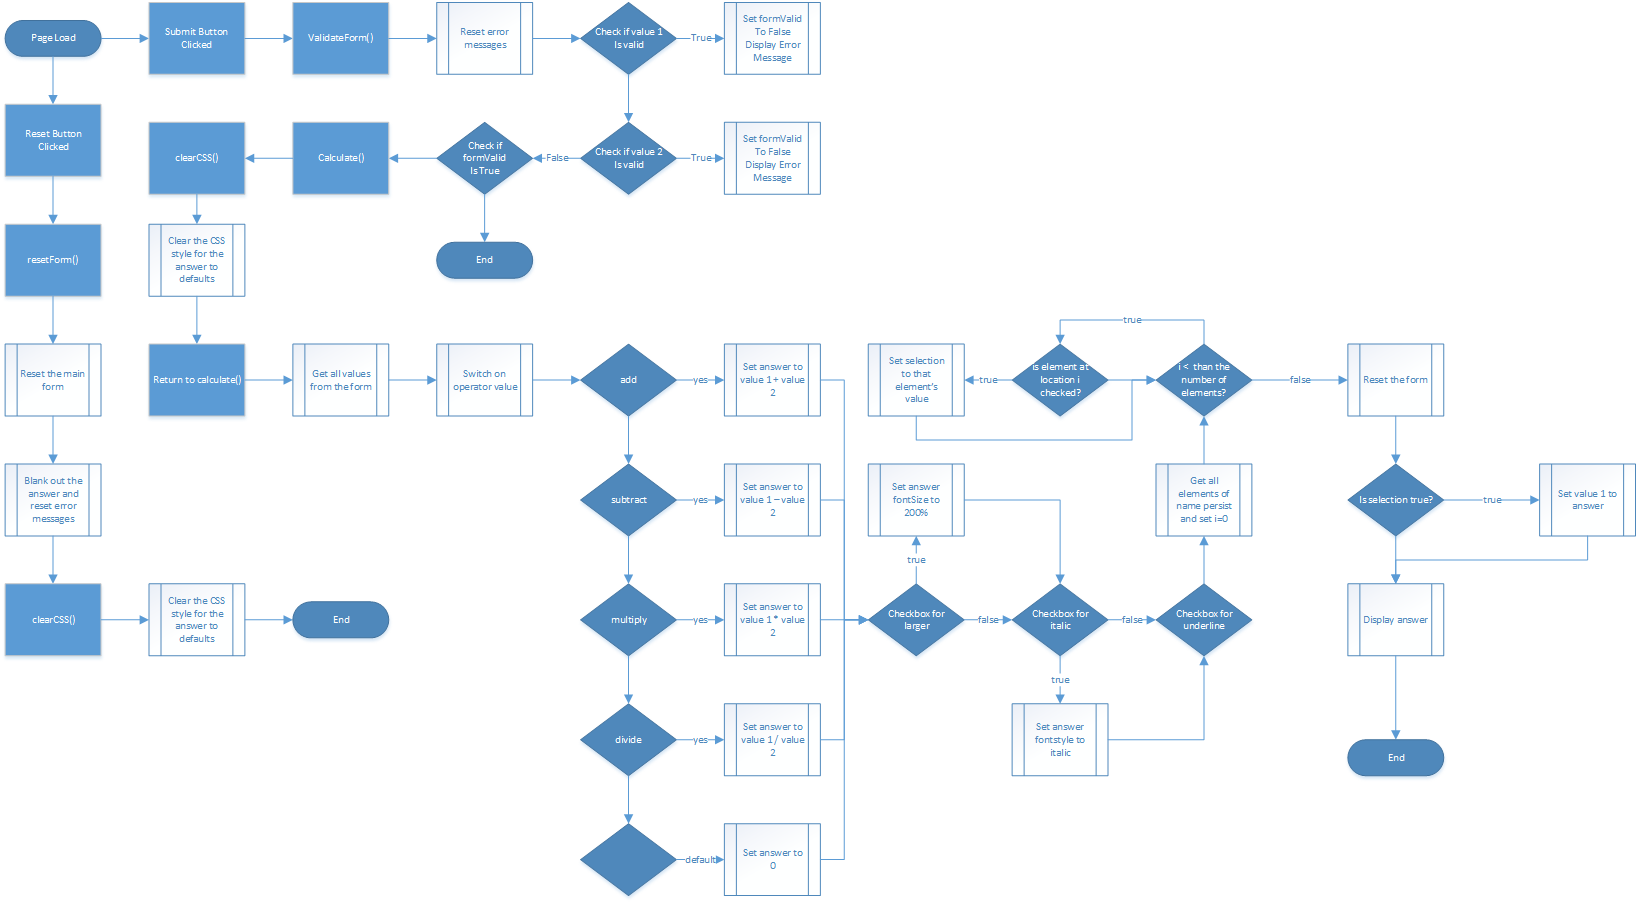 Page Load
Submit Button
Clicked
ValidateForm()
Reset error
messages
Check if value 1
Is valid
True
Set formValid
To False
Display Error
Message
Reset Button
Clicked
clearCSS()
Calculate()
Check if
formValid
Is True
False
Check if value 2
Is valid
True
Set formValid
To False
Display Error
Message
resetForm()
Clear the CSS
style for the
answer to
defaults
End
true
Reset the main
form
Return to calculate()
Get all values
from the form
Switch on
operator value
add
yes
Set answer to
value 1 + value
2
Set selection
to that
element's
value
true
is element at
location i
checked?
i < than the
number of
elements?
false
Reset the form
Blank out the
answer and
reset error
messages
subtract
yes
Set answer to
value 1 – value
2
Set answer
fontSize to
200%
Get all
elements of
name persist
and set i=0
Is selection true?
true
Set value 1 to
answer
true
clearCSS()
Clear the CSS
style for the
answer to
defaults
End
multiply
yes
Set answer to
value 1 * value
2
Checkbox for
larger
false
Checkbox for
italic
false
Checkbox for
underline
Display answer
true
divide
yes
Set answer to
value 1 / value
2
Set answer
fontstyle to
italic
End
default
Set answer to
0